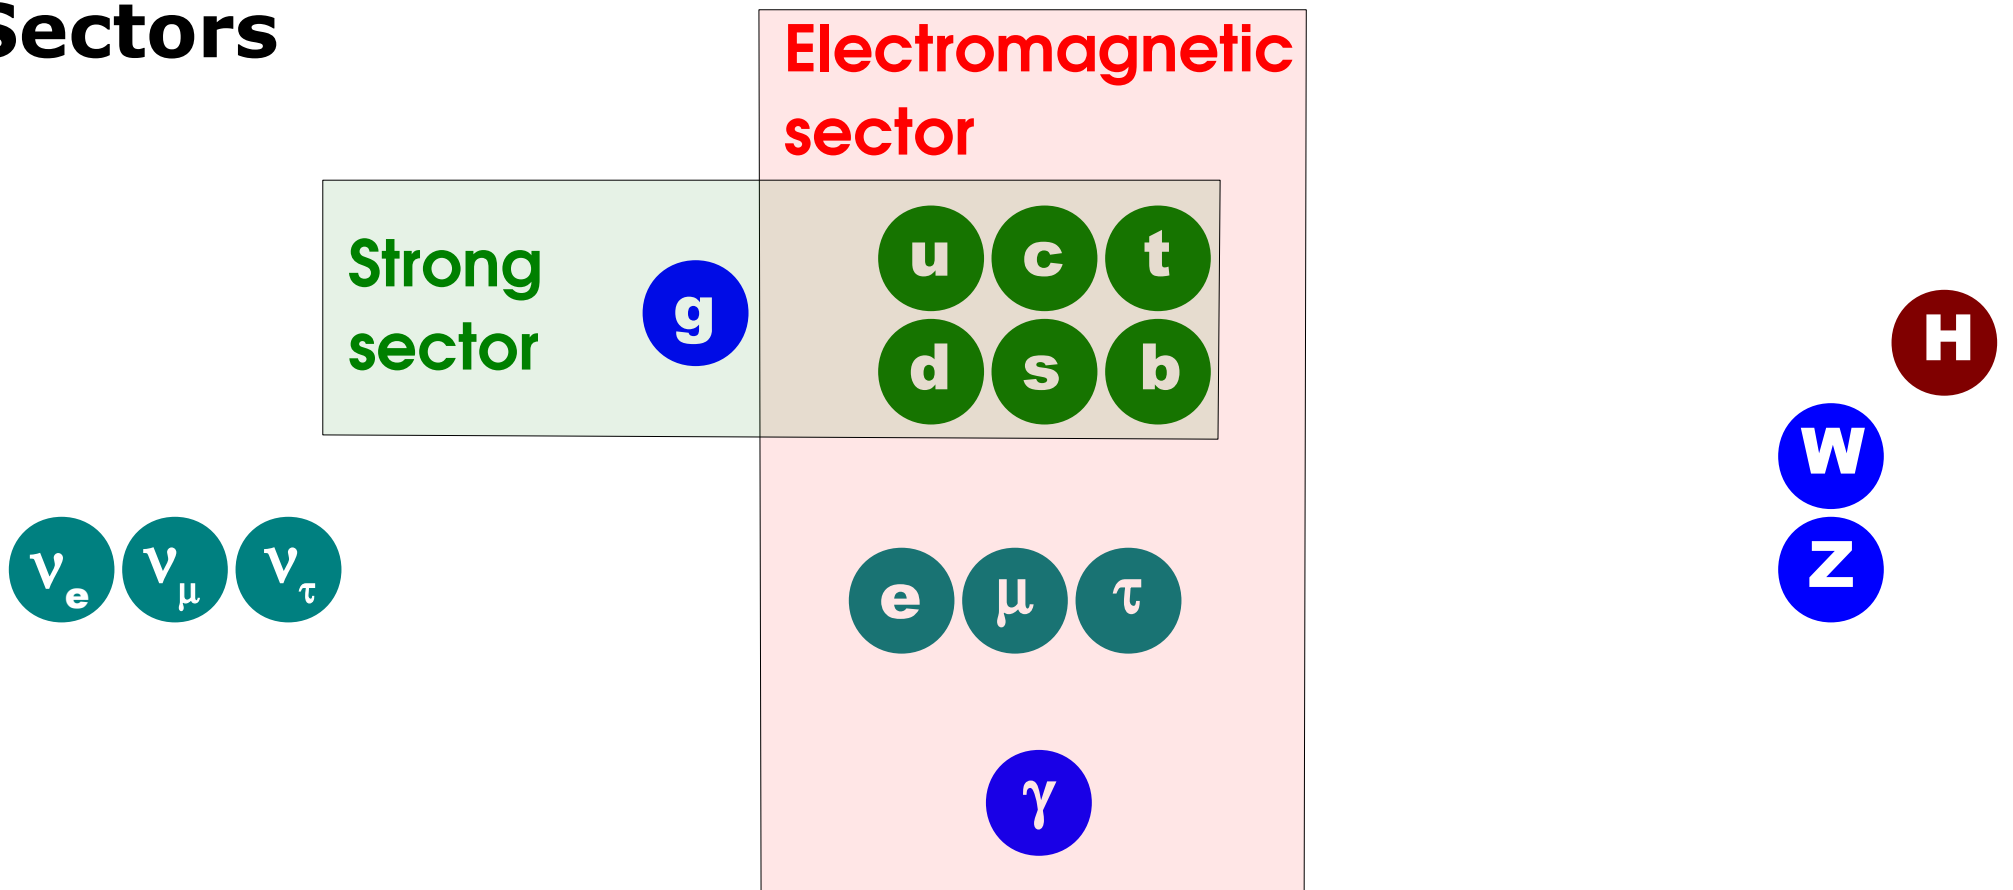 Sectors
Electromagnetic
sector
Strong
sector
g
u c t
d s b
H
W
Z
νe νμ ντ
e μ τ
γ